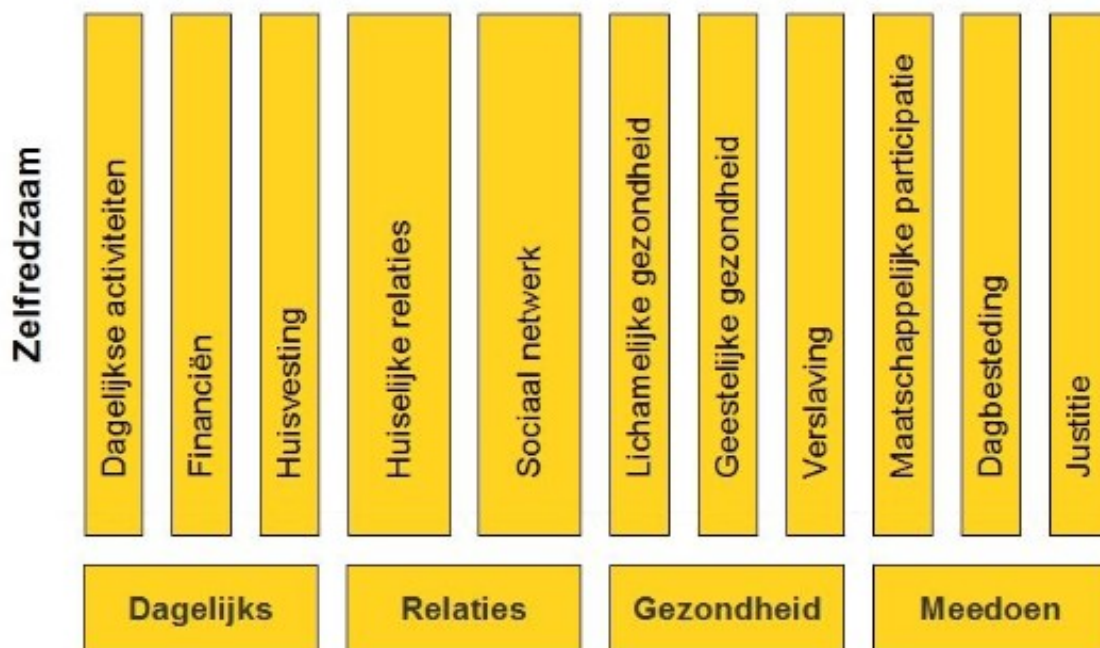 Zelfredzaam
Dagelijkse activiteiten
Financiën
Huisvesting
Huiselijke relaties
Sociaal netwerk
Lichamelijke gezondheid
Geestelijke gezondheid
Verslaving
Maatschappelijke participatie
Dagbesteding
Justitie
Dagelijks
Relaties
Gezondheid
Meedoen